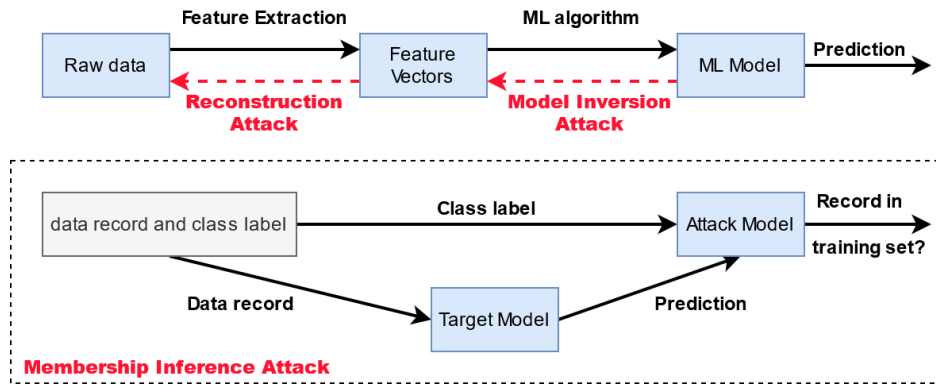 Feature Extraction
ML algorithm
Raw data
Feature
Vectors
ML Model
Prediction
Reconstruction
Attack
Model Inversion
Attack
data record and class label
Class label
Attack Model
Record in
training set?
Data record
Target Model
Prediction
Membership Inference Attack